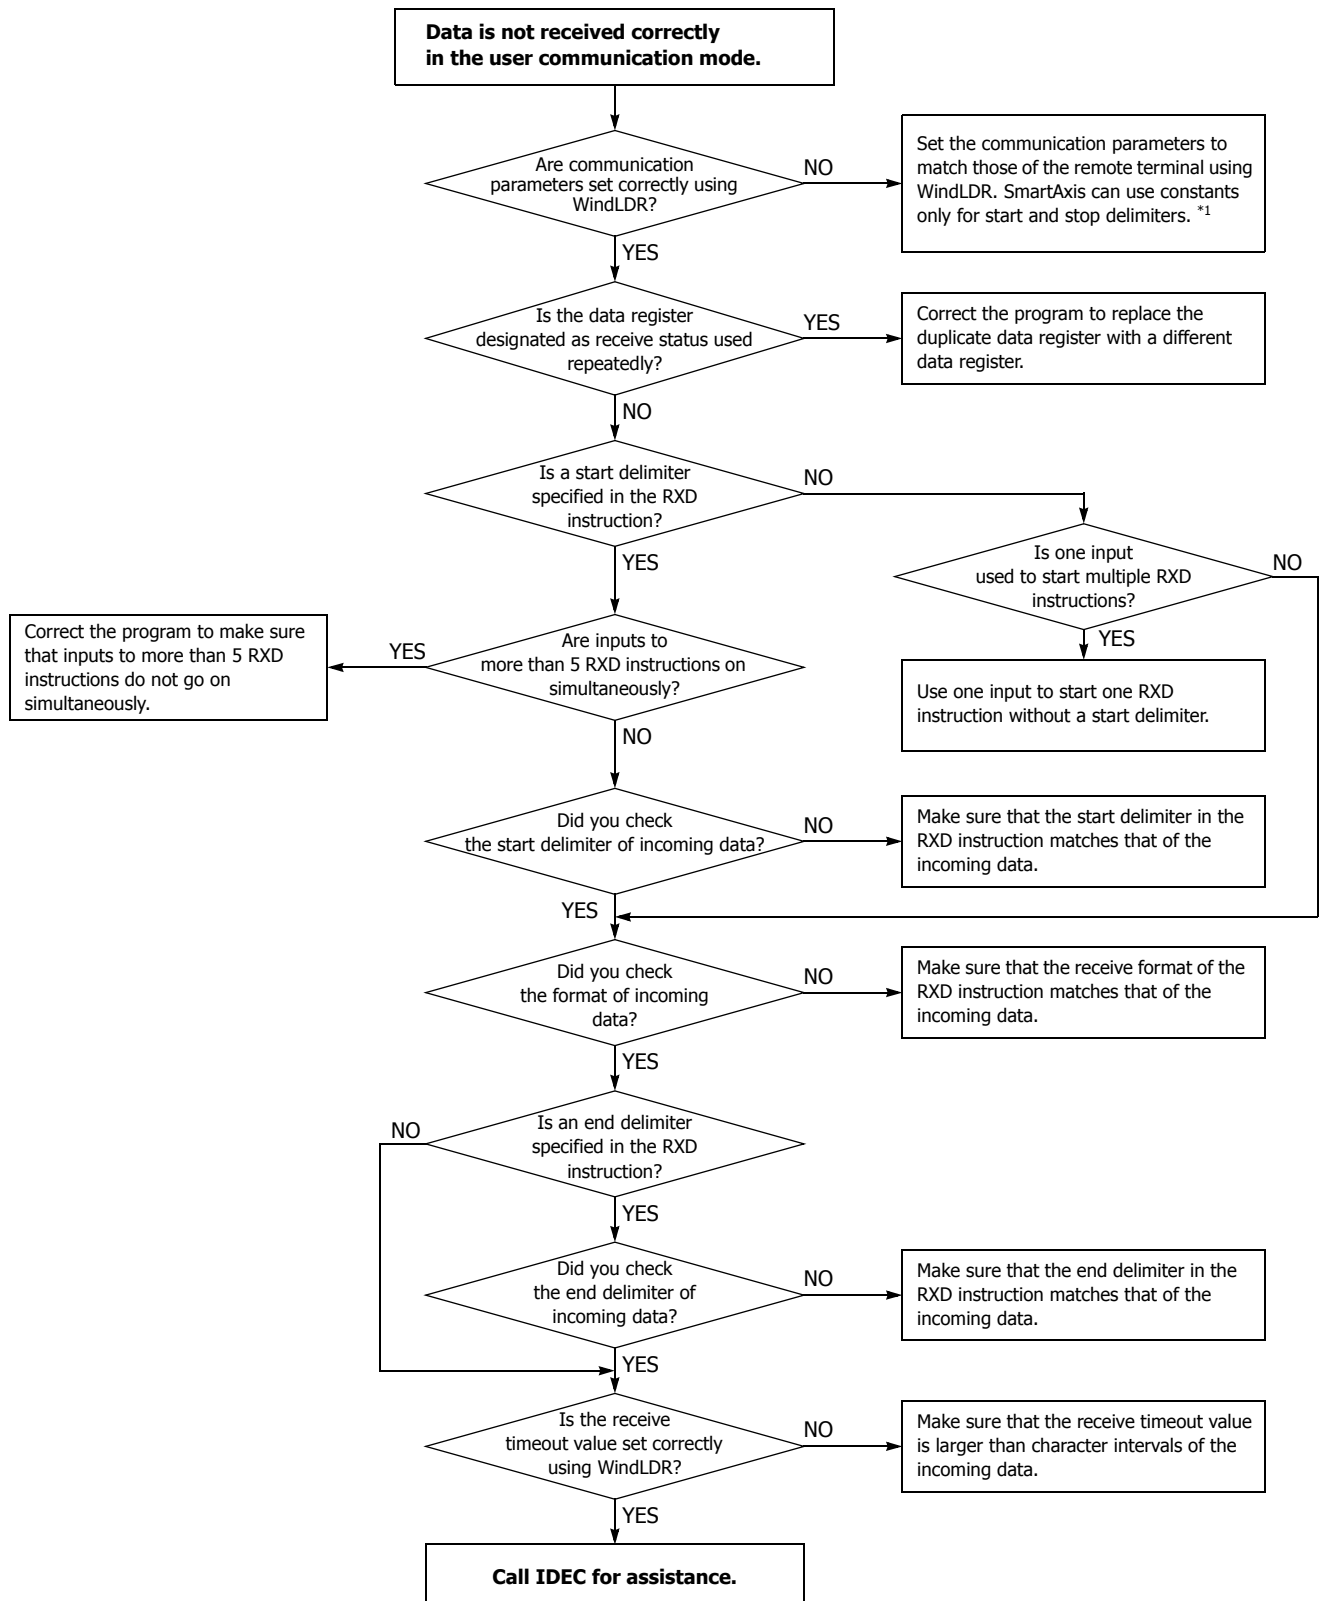 Data is not received correctly
in the user communication mode.
Are communication
parameters set correctly using
WindLDR?
NO
Set the communication parameters to
match those of the remote terminal using
WindLDR. SmartAxis can use constants
only for start and stop delimiters. *1
YES
Is the data register
designated as receive status used
repeatedly?
YES
Correct the program to replace the
duplicate data register with a different
data register.
NO
Is a start delimiter
specified in the RXD
instruction?
NO
Is one input
used to start multiple RXD
instructions?
NO
YES
Use one input to start one RXD
instruction without a start delimiter.
YES
Are inputs to
more than 5 RXD instructions on
simultaneously?
YES
Correct the program to make sure
that inputs to more than 5 RXD
instructions do not go on
simultaneously.
NO
Did you check
the start delimiter of incoming data?
NO
Make sure that the start delimiter in the
RXD instruction matches that of the
incoming data.
YES
Did you check
the format of incoming
data?
NO
Make sure that the receive format of the
RXD instruction matches that of the
incoming data.
YES
Is an end delimiter
specified in the RXD
instruction?
NO
YES
Did you check
the end delimiter of
incoming data?
NO
Make sure that the end delimiter in the
RXD instruction matches that of the
incoming data.
YES
Is the receive
timeout value set correctly
using WindLDR?
NO
Make sure that the receive timeout value
is larger than character intervals of the
incoming data.
YES
Call IDEC for assistance.